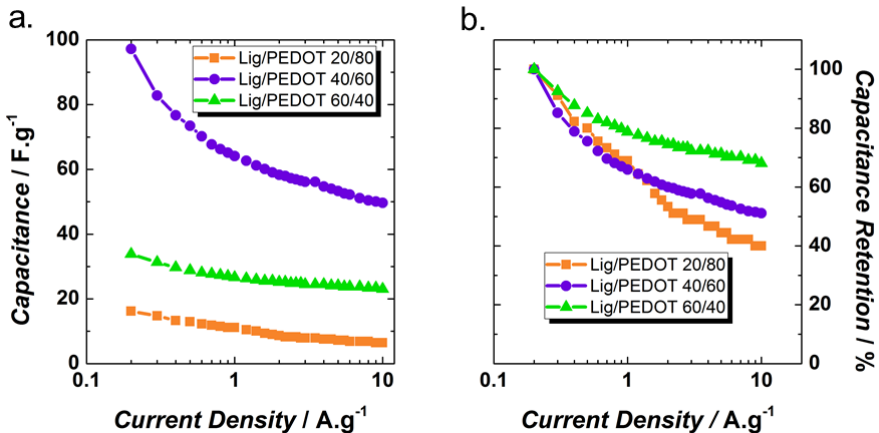 a.
Capacitance / F.g-1
100
80
60
40
20
0
Lig/PEDOT 20/80
Lig/PEDOT 40/60
Lig/PEDOT 60/40
0.1
1
10
Current Density / A.g-1
b.
Lig/PEDOT 20/80
Lig/PEDOT 40/60
Lig/PEDOT 60/40
100
80
60
40
20
0
Capacitance Retention / %
0.1
1
10
Current Density / A.g-1